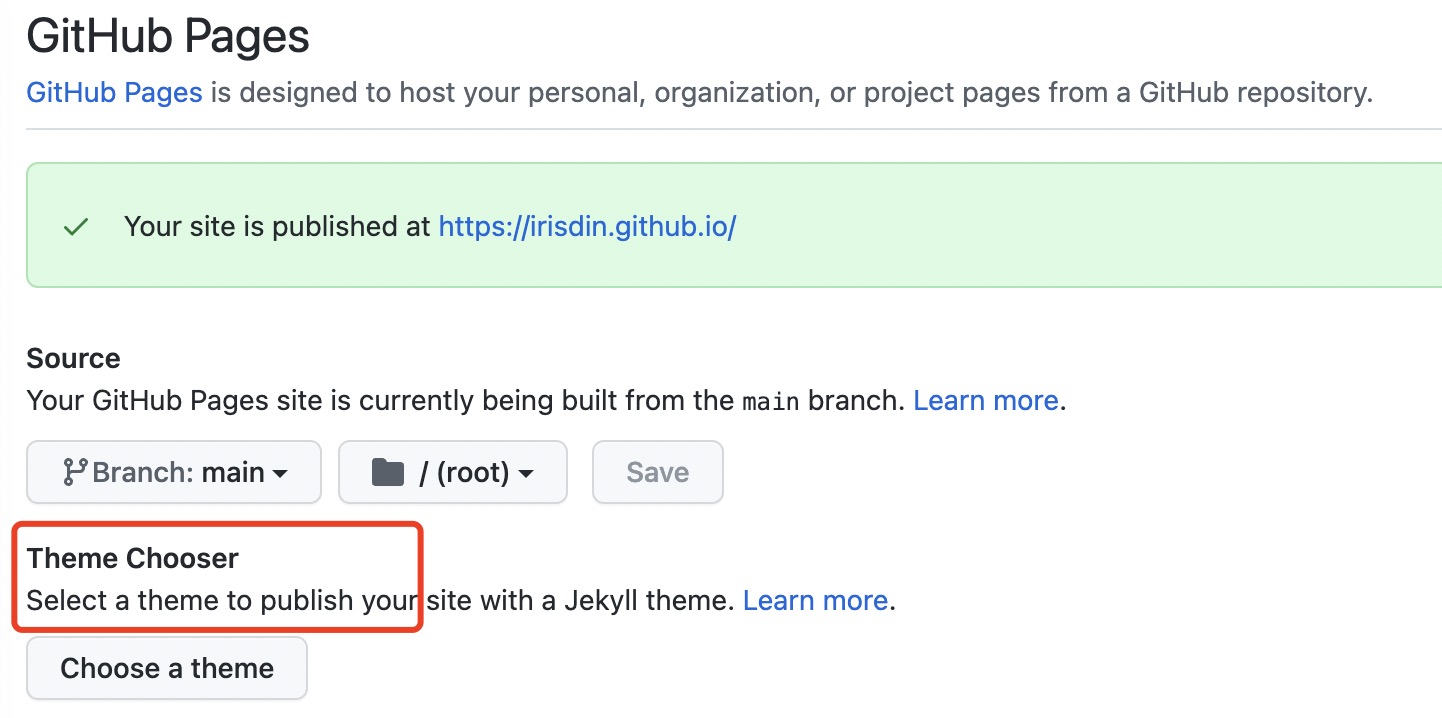 GitHub Pages
GitHub Pages is designed to host your personal, organization, or project pages from a GitHub repository.
Your site is published at https://irisdin.github.io/
Source
Your GitHub Pages site is currently being built from the main branch. Learn more.
Branch: main / (root) Save
Theme Chooser
Select a theme to publish your site with a Jekyll theme. Learn more.
Choose a theme